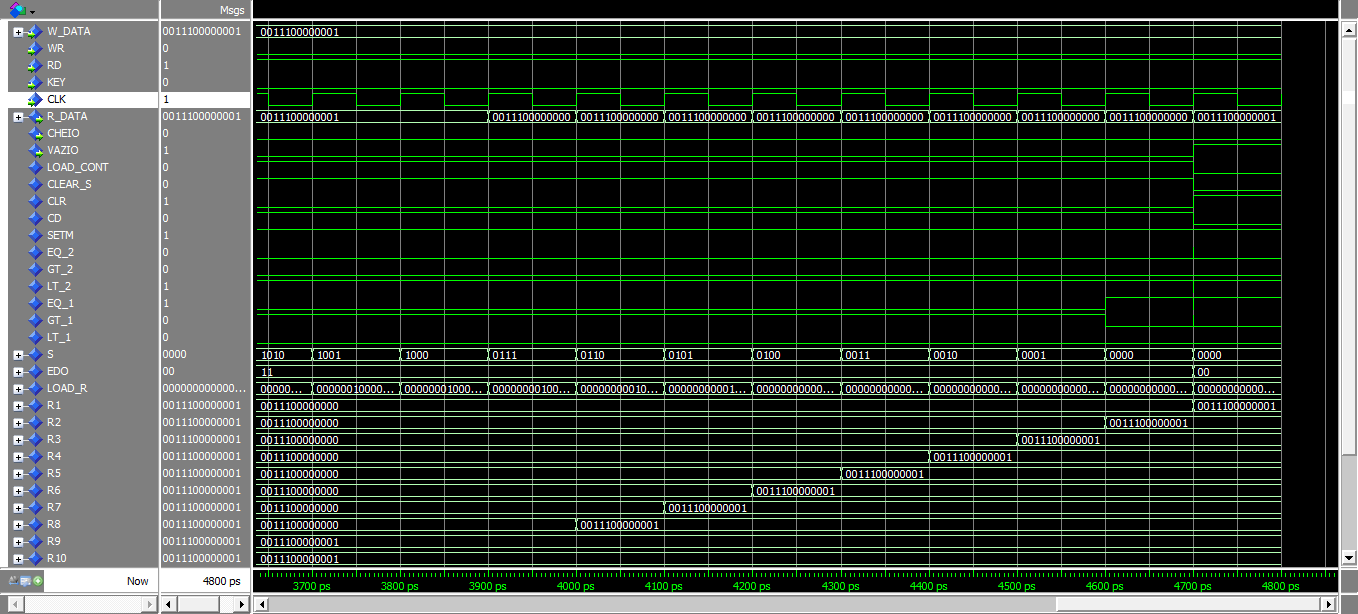 Msgs
W_DATA 0011100000001 0011100000001
WR 0
RD 1
KEY 0
CLK 1
R_DATA 0011100000001 0011100000001 0011100000000 0011100000000 0011100000000 0011100000000 0011100000000 0011100000000 0011100000000 0011100000000 0011100000001
CHEIO 0
VAZIO 1
LOAD_CONT 0
CLEAR_S 0
CLR 1
CD 0
SETM 1
EQ_2 0
GT_2 0
LT_2 1
EQ_1 1
GT_1 0
LT_1 0
S 0000 1010 1001 1000 0111 0110 0101 0100 0011 0010 0001 0000 0000
EDO 00 11 00
LOAD_R 000000000000... 00000... 00000010000... 00000001000... 00000000100... 00000000010... 00000000001... 00000000000... 00000000000... 00000000000... 00000000000... 00000000000... 00000000000...
R1 0011100000001 0011100000000 0011100000001
R2 0011100000001 0011100000000 0011100000001
R3 0011100000001 0011100000000 0011100000001
R4 0011100000001 0011100000000 0011100000001
R5 0011100000001 0011100000000 0011100000001
R6 0011100000001 0011100000000 0011100000001
R7 0011100000001 0011100000000 0011100000001
R8 0011100000001 0011100000000 0011100000001
R9 0011100000001 0011100000001
R10 0011100000001 0011100000001
Now 4800 ps 3700 ps 3800 ps 3900 ps 4000 ps 4100 ps 4200 ps 4300 ps 4400 ps 4500 ps 4600 ps 4700 ps 4800 ps